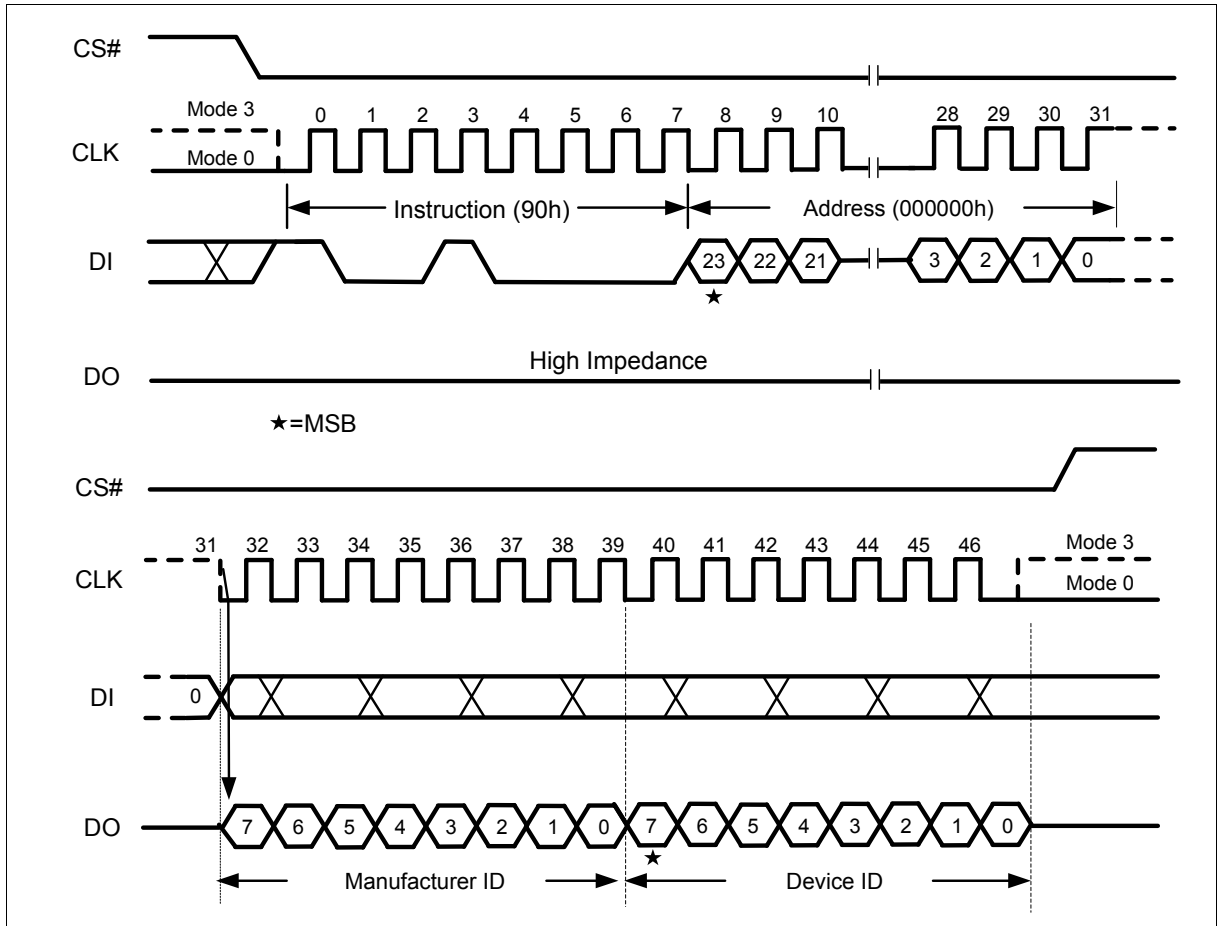 CS#
Mode 3
0 1 2 3 4 5 6 7 8 9 10 28 29 30 31
CLK
Mode 0
Instruction (90h)
Address (000000h)
DI
23 22 21 3 2 1 0
★
High Impedance
DO
★=MSB
CS#
31 32 33 34 35 36 37 38 39 40 41 42 43 44 45 46
Mode 3
CLK
Mode 0
DI
0
DO
7 6 5 4 3 2 1 0 7 6 5 4 3 2 1 0
★
Manufacturer ID
Device ID